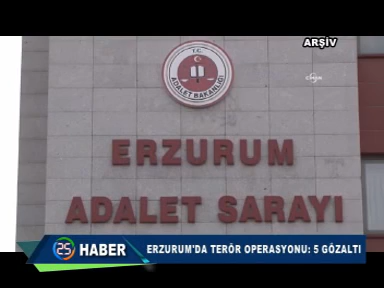 ARŞİV
T.C.
ADALET BAKANLIĞI
ERZURUM
ADALET SARAYI
25 HABER
ERZURUM'DA TERÖR OPERASYONU: 5 GÖZALTI